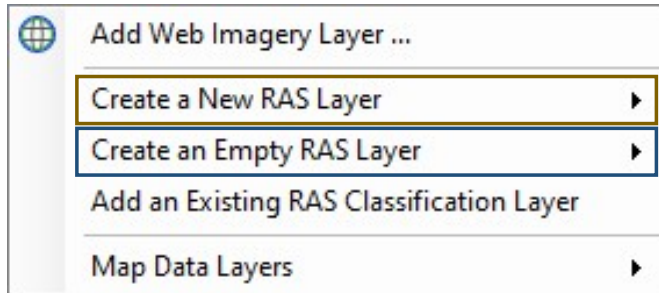 Add Web Imagery Layer ...
Create a New RAS Layer
Create an Empty RAS Layer
Add an Existing RAS Classification Layer
Map Data Layers